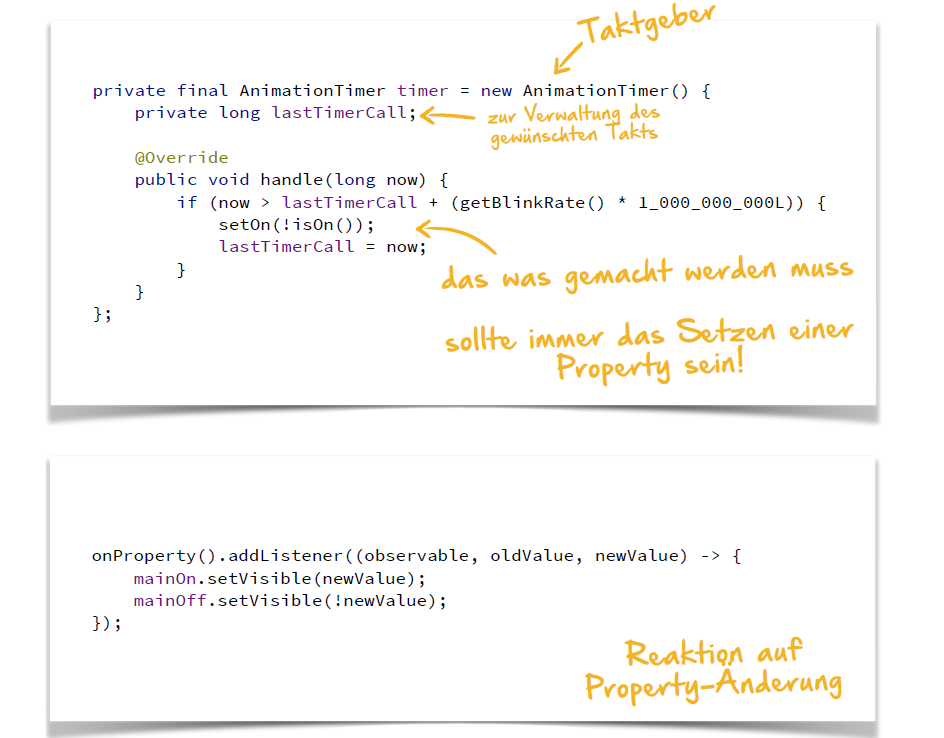 Taktgeber
private final AnimationTimer timer = new AnimationTimer() {
private long lastTimerCall;
zur Verwaltung des
gewünschten Takts
@Override
public void handle(long now) {
if (now > lastTimerCall + (getBlinkRate() * 1_000_000_000L)) {
setOn(!isOn());
lastTimerCall = now;
}
das was gemacht werden muss
}
};
sollte immer das Setzen einer
Property sein!
onProperty().addListener((observable, oldValue, newValue) -> {
mainOn.setVisible(newValue);
mainOff.setVisible(!newValue);
});
Reaktion auf
Property-Änderung